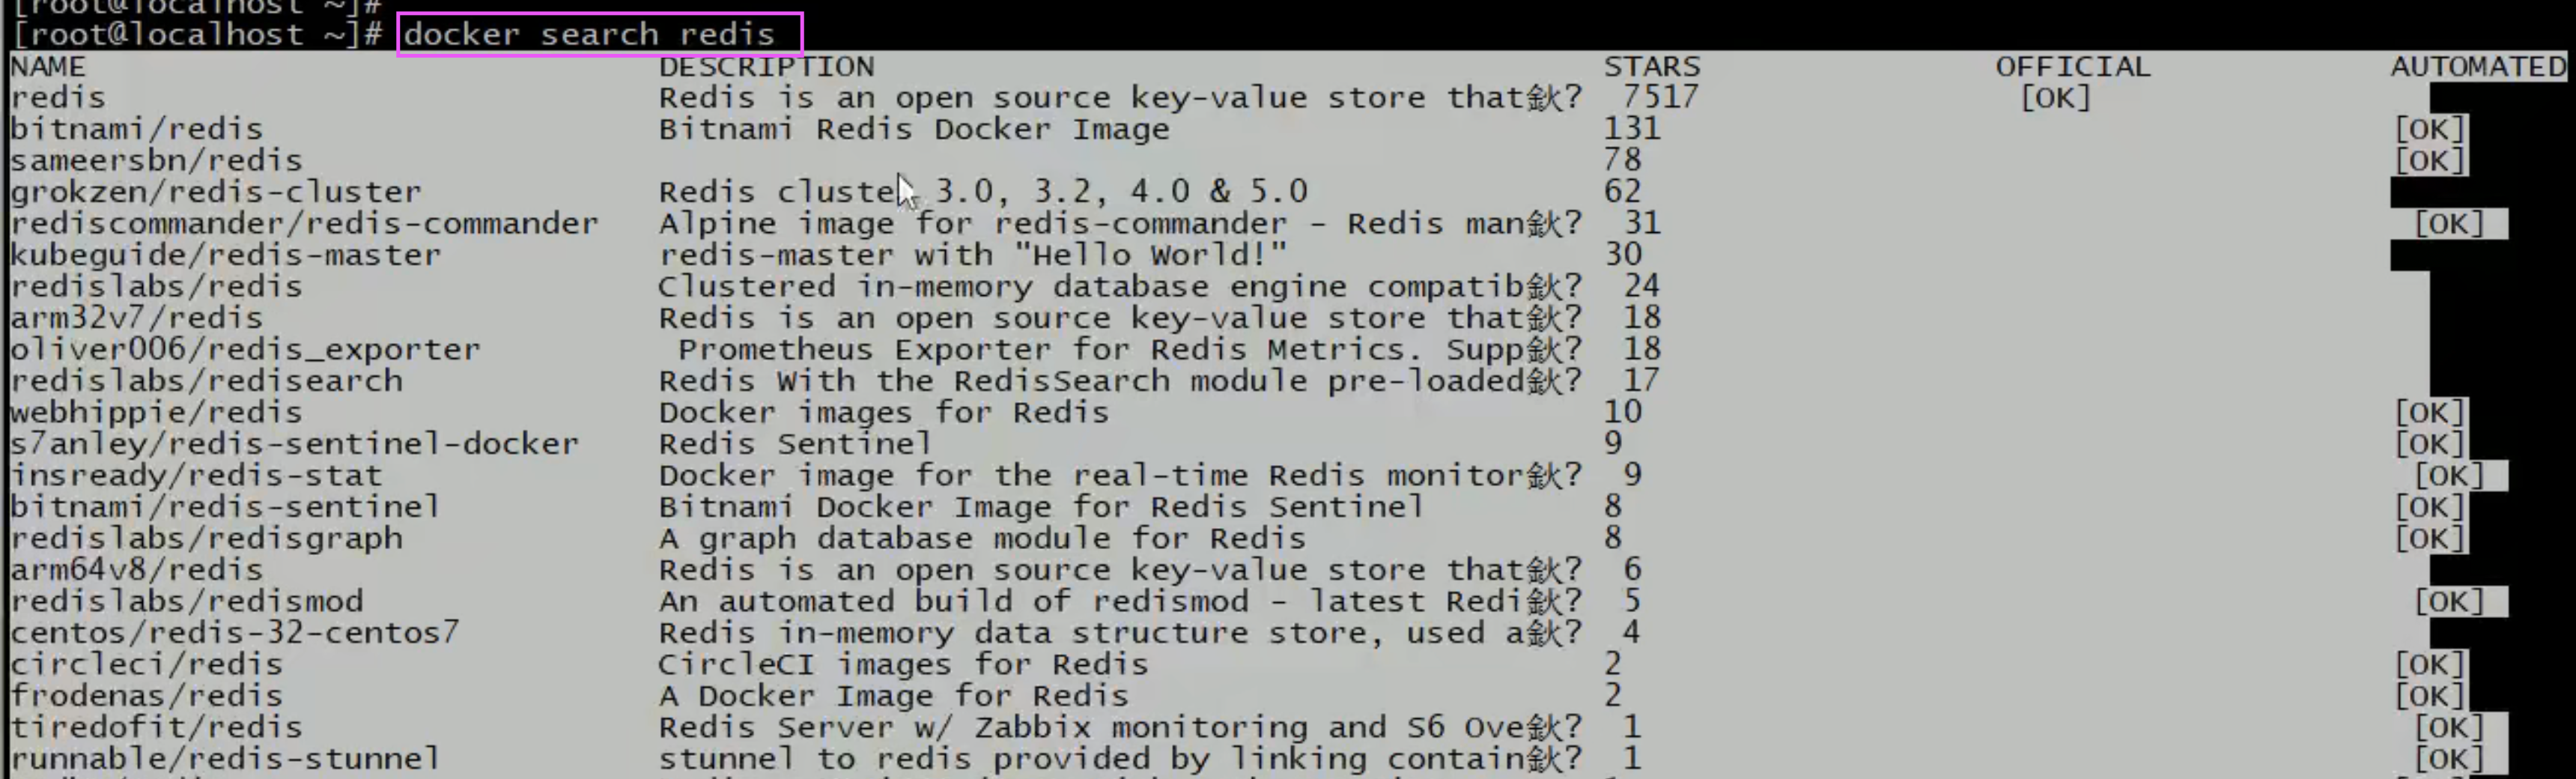 [root@localhost ~]#
[root@localhost ~]# docker search redis
NAME DESCRIPTION STARS OFFICIAL AUTOMATED
redis Redis is an open source key-value store that鈥? 7517 [OK]
bitnami/redis Bitnami Redis Docker Image 131 [OK]
sameersbn/redis 78 [OK]
grokzen/redis-cluster Redis cluster 3.0, 3.2, 4.0 & 5.0 62
rediscommander/redis-commander Alpine image for redis-commander - Redis man鈥? 31 [OK]
kubeguide/redis-master redis-master with "Hello World!" 30
redislabs/redis Clustered in-memory database engine compatib鈥? 24
arm32v7/redis Redis is an open source key-value store that鈥? 18
oliver006/redis_exporter Prometheus Exporter for Redis Metrics. Supp鈥? 18
redislabs/redisearch Redis With the RedisSearch module pre-loaded鈥? 17
webhippie/redis Docker images for Redis 10 [OK]
s7anley/redis-sentinel-docker Redis Sentinel 9 [OK]
insready/redis-stat Docker image for the real-time Redis monitor鈥? 9 [OK]
bitnami/redis-sentinel Bitnami Docker Image for Redis Sentinel 8 [OK]
redislabs/redisgraph A graph database module for Redis 8 [OK]
arm64v8/redis Redis is an open source key-value store that鈥? 6
redislabs/redismod An automated build of redismod - latest Redi鈥? 5 [OK]
centos/redis-32-centos7 Redis in-memory data structure store, used a鈥? 4
circleci/redis CircleCI images for Redis 2 [OK]
frodenas/redis A Docker Image for Redis 2 [OK]
tiredofit/redis Redis Server w/ Zabbix monitoring and S6 Ove鈥? 1 [OK]
runnable/redis-stunnel stunnel to redis provided by linking contain鈥? 1 [OK]